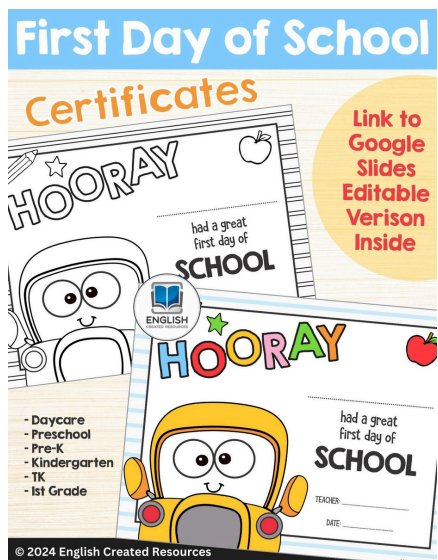 First Day of School
Certificates
Link to
Google
Slides
Editable
Verison
Inside
HOORAY
had a great
first day of
SCHOOL
ENGLISH
CREATED RESOURCES
HOORAY
had a great
first day of
SCHOOL
TEACHER:
DATE:
- Daycare
- Preschool
- Pre-K
- Kindergarten
- TK
- 1st Grade
© 2024 English Created Resources